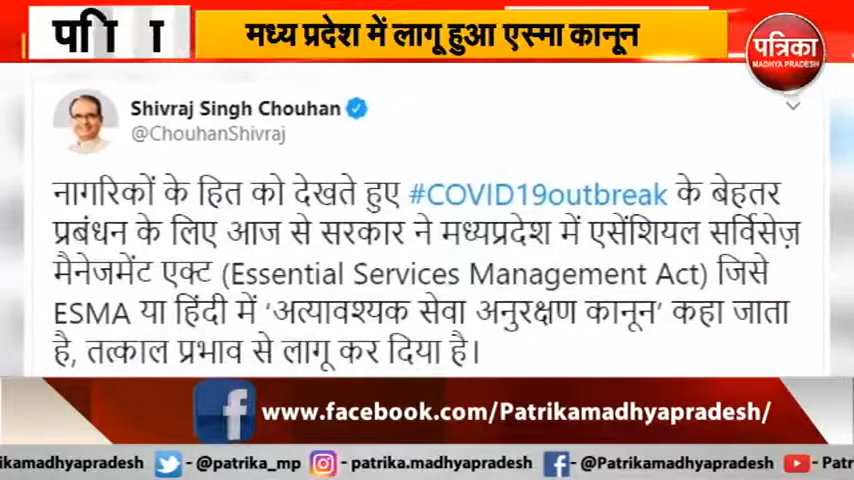 मध्य प्रदेश में लागू हुआ एस्मा कानून
पत्रिका
MADHYA PRADESH
Shivraj Singh Chouhan
@ChouhanShivraj
नागरिकों के हित को देखते हुए #COVID19outbreak के बेहतर
प्रबंधन के लिए आज से सरकार ने मध्यप्रदेश में एसेंशियल सर्विसेज़
मैनेजमेंट एक्ट (Essential Services Management Act) जिसे
ESMA या हिंदी में ‘अत्यावश्यक सेवा अनुरक्षण कानून’ कहा जाता
है, तत्काल प्रभाव से लागू कर दिया है।
www.facebook.com/Patrikamadhyapradesh/
rikamadhyapradesh - @patrika_mp - patrika.madhyapradesh - @Patrikamadhyapradesh - Patr